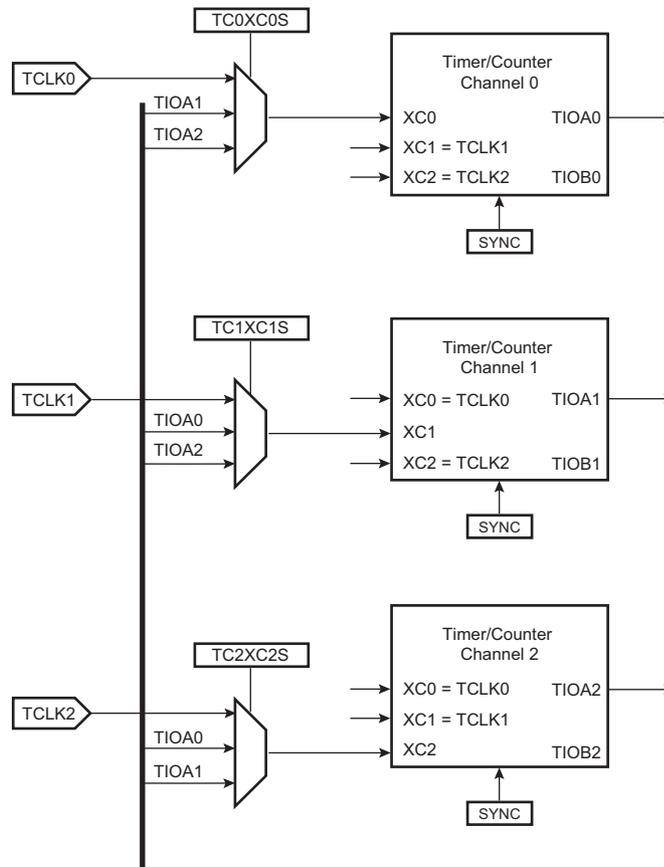 TC0XC0S
TCLK0
TIOA1
TIOA2
Timer/Counter
Channel 0
XC0 TIOA0
XC1 = TCLK1
XC2 = TCLK2 TIOB0
SYNC
TC1XC1S
TCLK1
TIOA0
TIOA2
Timer/Counter
Channel 1
XC0 = TCLK0 TIOA1
XC1
XC2 = TCLK2 TIOB1
SYNC
TC2XC2S
TCLK2
TIOA0
TIOA1
Timer/Counter
Channel 2
XC0 = TCLK0 TIOA2
XC1 = TCLK1
XC2 TIOB2
SYNC